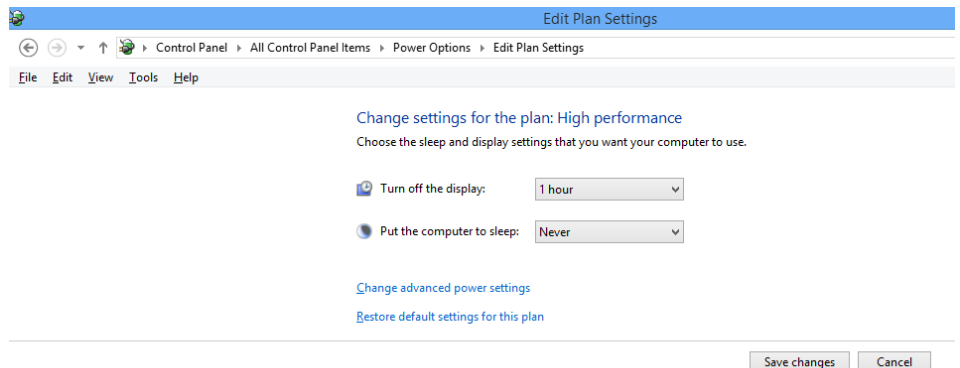 Edit Plan Settings
Control Panel ▸ All Control Panel Items ▸ Power Options ▸ Edit Plan Settings
File Edit View Tools Help
Change settings for the plan: High performance
Choose the sleep and display settings that you want your computer to use.
Turn off the display: 1 hour
Put the computer to sleep: Never
Change advanced power settings
Restore default settings for this plan
Save changes Cancel